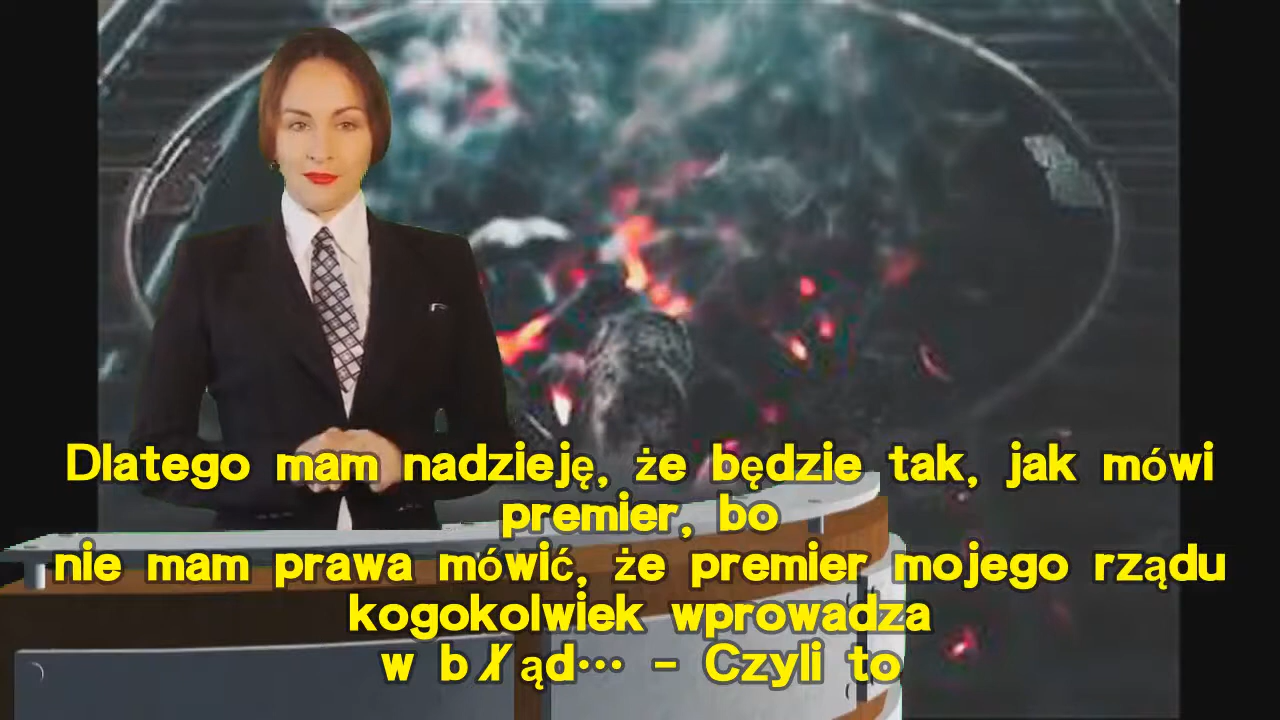 Dlatego mam nadzieję, że będzie tak, jak mówi
premier, bo
nie mam prawa mówić, że premier mojego rządu
kogokolwiek wprowadza
w błąd… - Czyli to